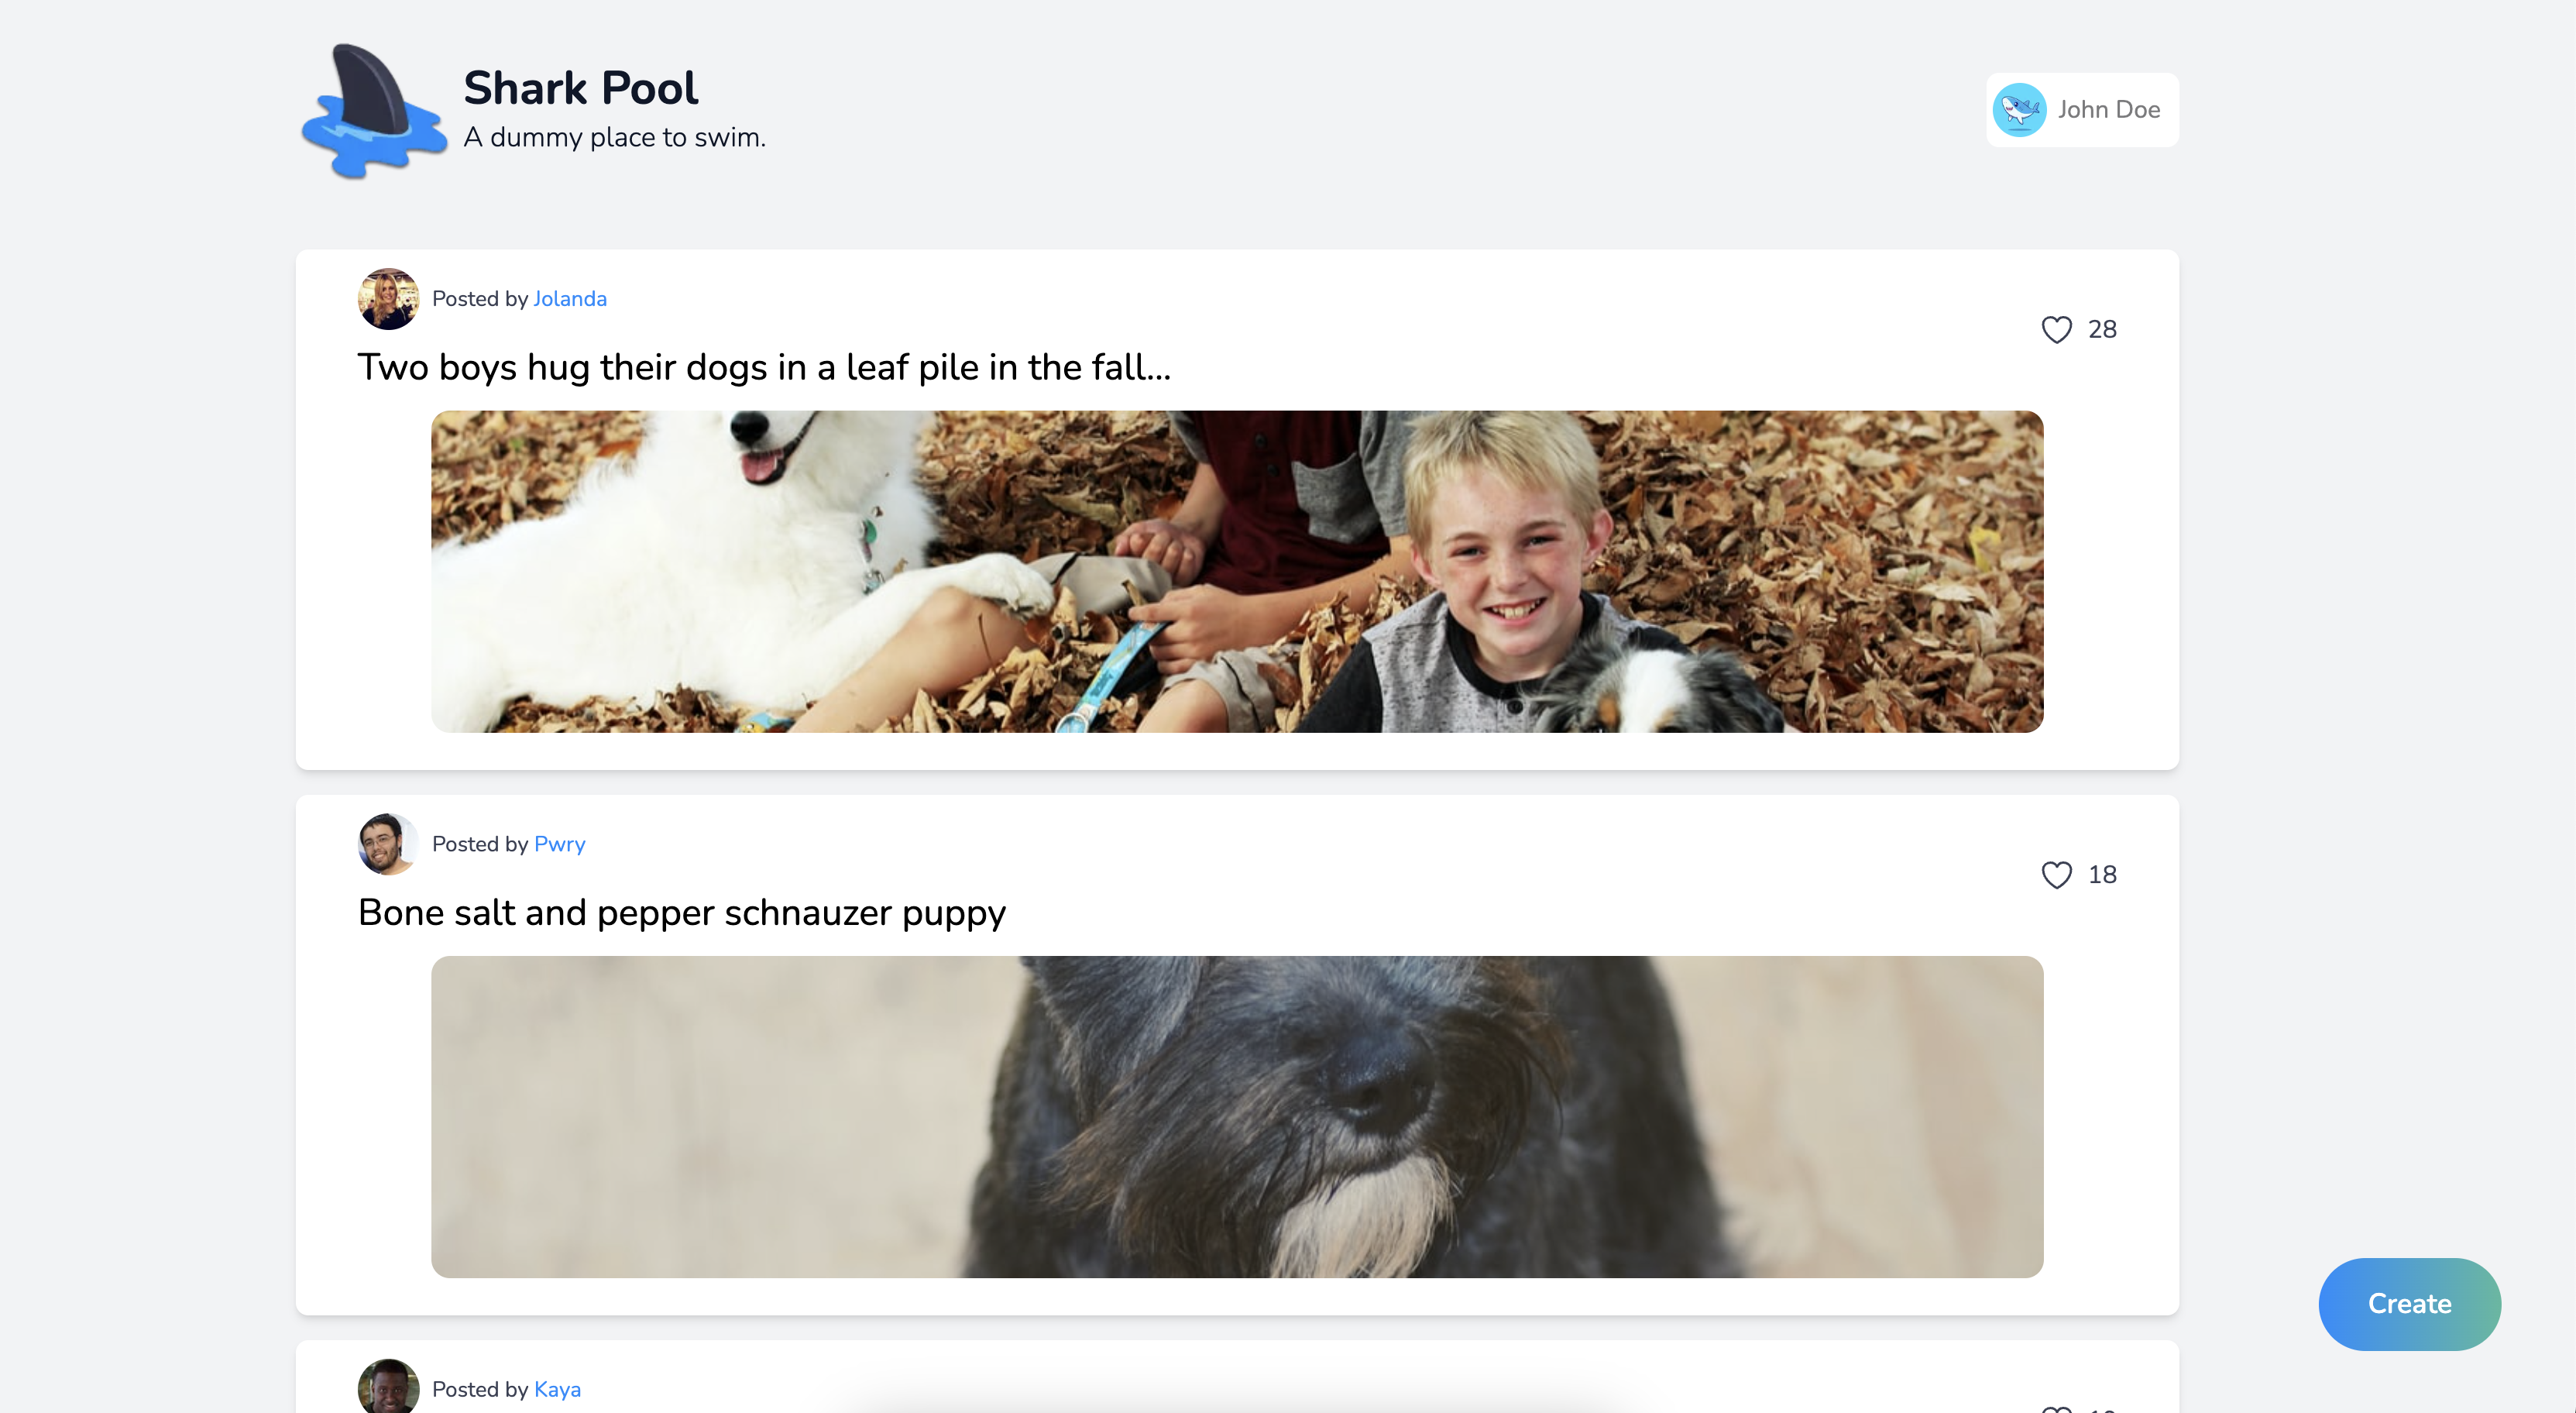 Shark Pool
A dummy place to swim.
John Doe
Posted by Jolanda
28
Two boys hug their dogs in a leaf pile in the fall...
Posted by Pwry
18
Bone salt and pepper schnauzer puppy
Create
Posted by Kaya